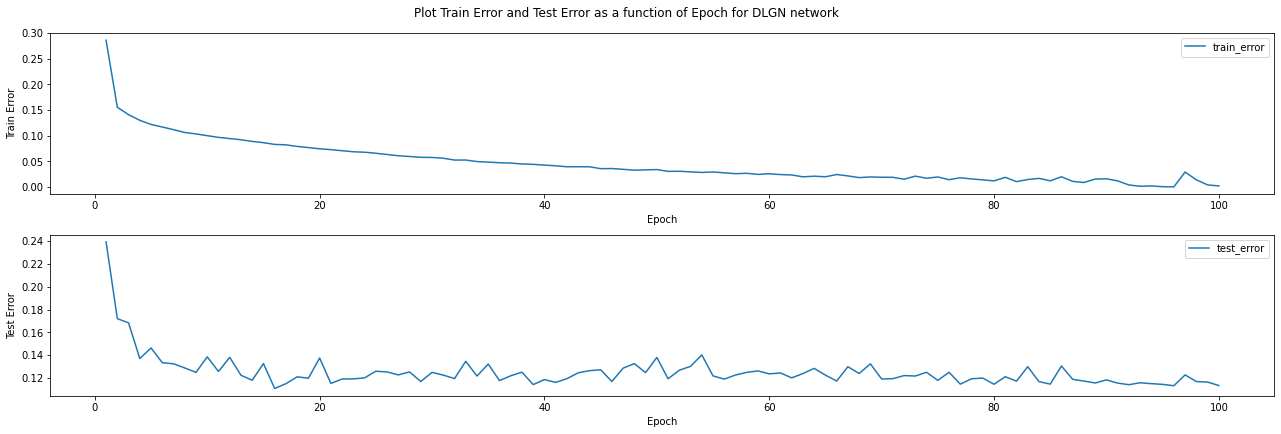 Plot Train Error and Test Error as a function of Epoch for DLGN network
train_error
Train Error
0.30
0.25
0.20
0.15
0.10
0.05
0.00
0 20 40 60 80 100
Epoch
test_error
Test Error
0.24
0.22
0.20
0.18
0.16
0.14
0.12
0 20 40 60 80 100
Epoch